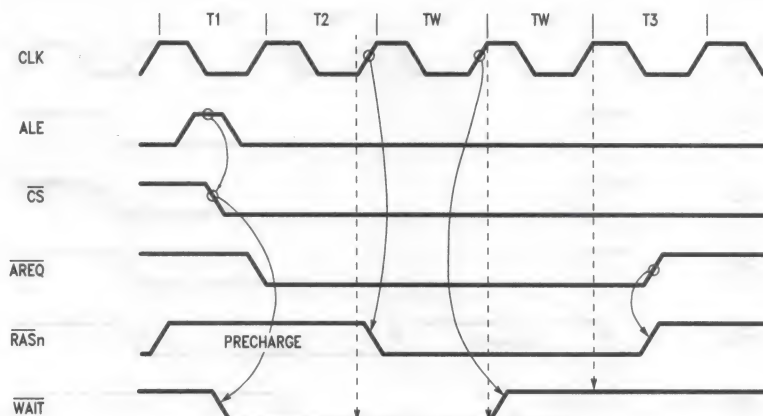 T1 T2 TW TW T3
CLK
ALE
CS
AREQ
RASn
PRECHARGE
WAIT